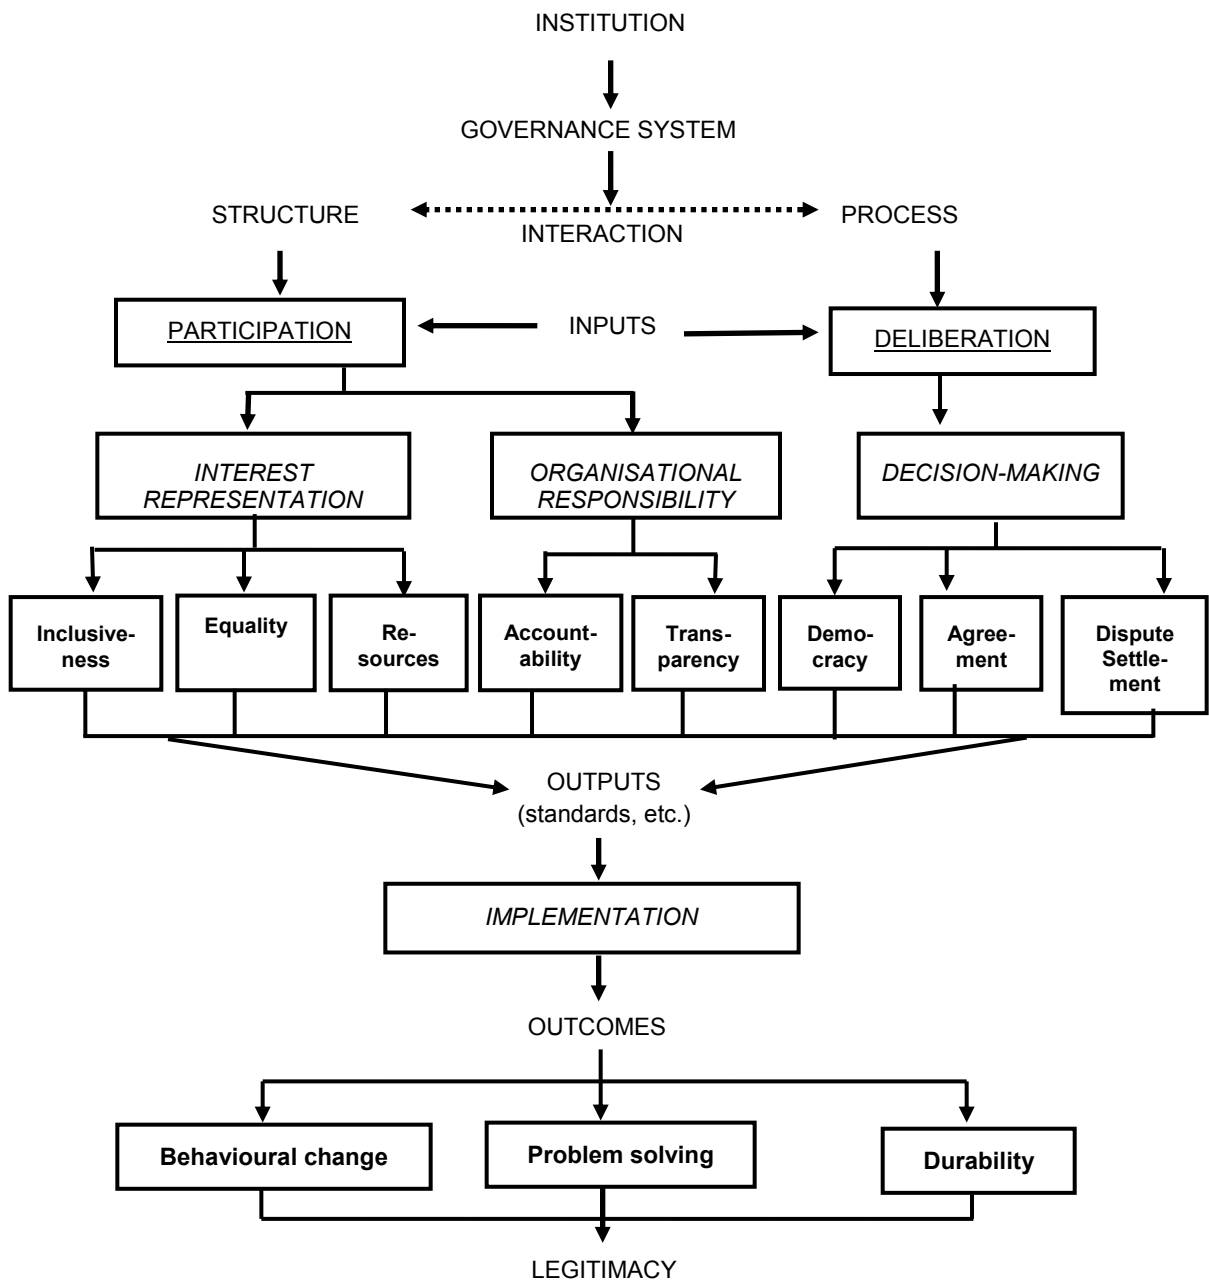 INSTITUTION
GOVERNANCE SYSTEM
STRUCTURE
PROCESS
INTERACTION
PARTICIPATION
INPUTS
DELIBERATION
INTEREST
REPRESENTATION
ORGANISATIONAL
RESPONSIBILITY
DECISION-MAKING
Inclusive-
ness
Equality
Re-
sources
Account-
ability
Trans-
parency
Demo-
cracy
Agree-
ment
Dispute
Settle-
ment
OUTPUTS
(standards, etc.)
IMPLEMENTATION
OUTCOMES
Behavioural change
Problem solving
Durability
LEGITIMACY